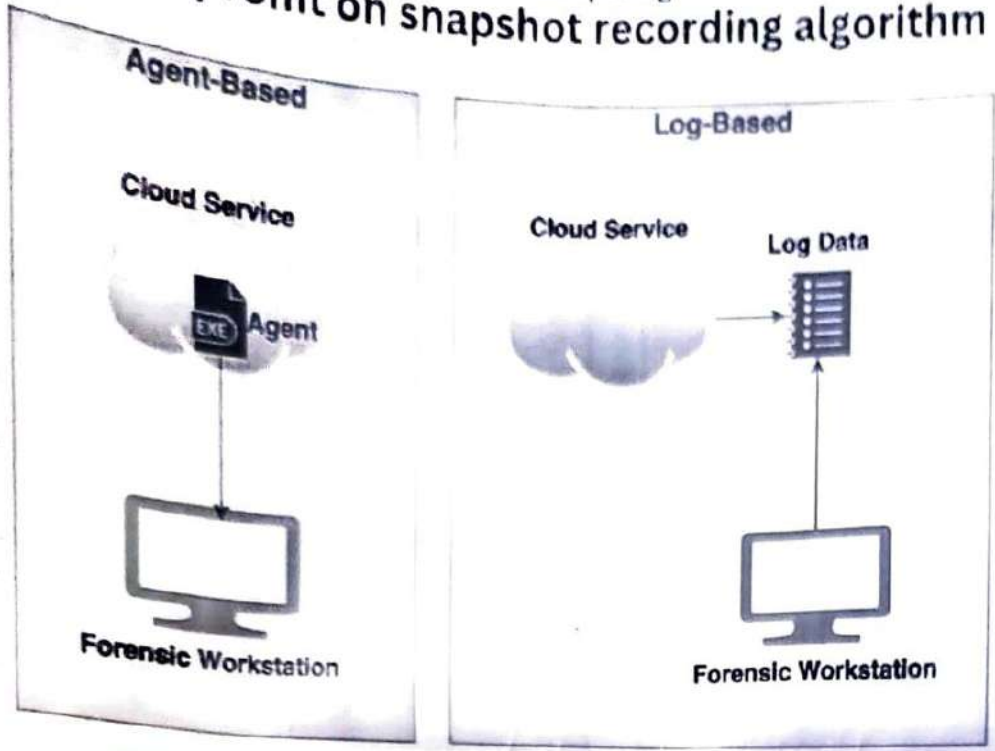 on snapshot recording algorithm
Agent-Based
Cloud Service
EXE
Agent
Forensic Workstation
Log-Based
Cloud Service
Log Data
Forensic Workstation